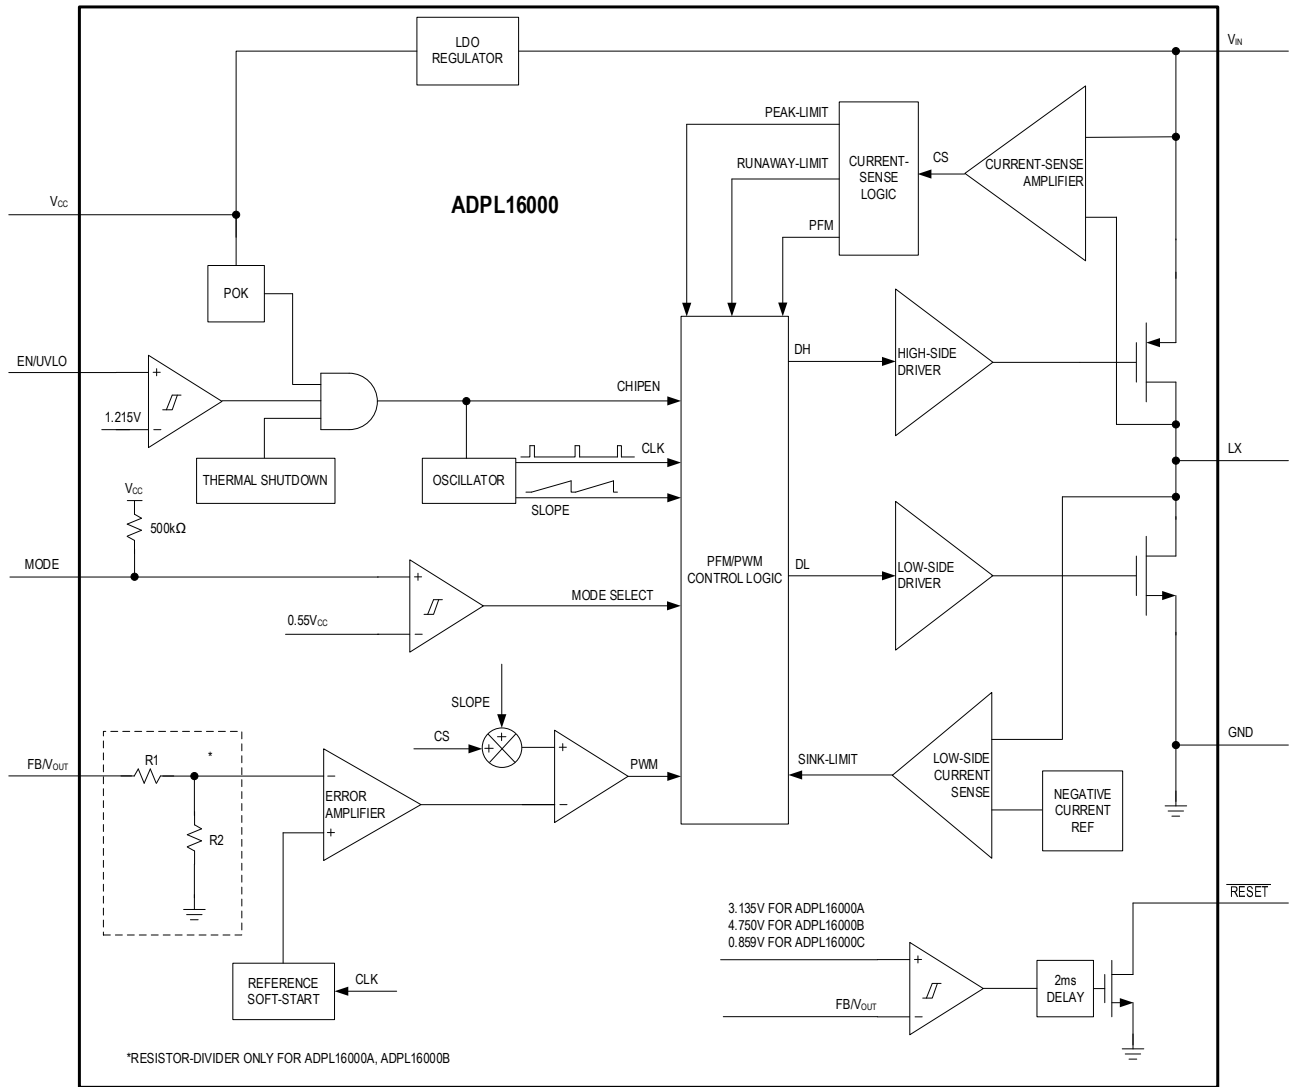 LDO
REGULATOR
VIN
PEAK-LIMIT
RUNAWAY-LIMIT
CURRENT-
SENSE
LOGIC
CS
CURRENT-SENSE
AMPLIFIER
PFM
ADPL16000
VCC
POK
EN/UVLO
+
1.215V
−
THERMAL SHUTDOWN
CHIPEN
CLK
OSCILLATOR
SLOPE
DH
HIGH-SIDE
DRIVER
LX
VCC
500kΩ
MODE
+
0.55VCC
−
MODE SELECT
PFM/PWM
CONTROL LOGIC
DL
LOW-SIDE
DRIVER
SLOPE
CS
+
+
+
−
PWM
FB/VOUT
R1
*
R2
−
ERROR
AMPLIFIER
+
SINK-LIMIT
LOW-SIDE
CURRENT
SENSE
NEGATIVE
CURRENT
REF
GND
REFERENCE
SOFT-START
CLK
3.135V FOR ADPL16000A
4.750V FOR ADPL16000B
0.859V FOR ADPL16000C
+
FB/VOUT
−
2ms
DELAY
RESET
*RESISTOR-DIVIDER ONLY FOR ADPL16000A, ADPL16000B